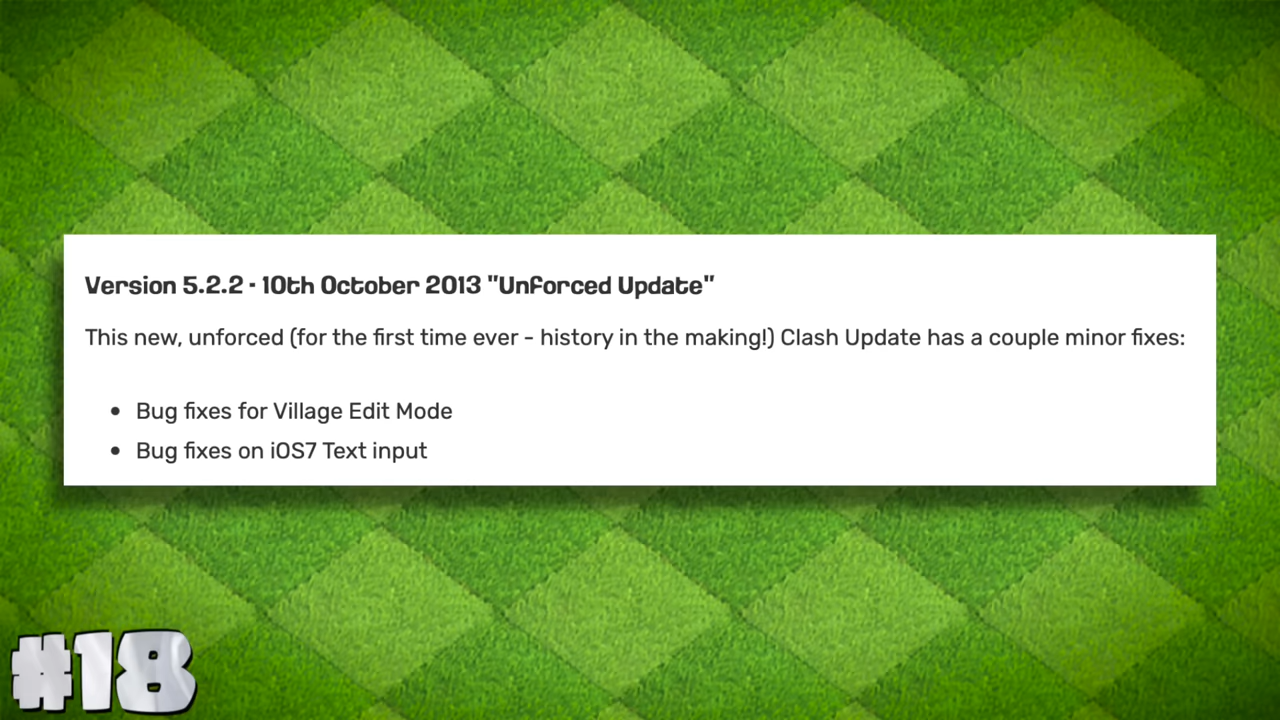 Version 5.2.2 - 10th October 2013 "Unforced Update"
This new, unforced (for the first time ever - history in the making!) Clash Update has a couple minor fixes:
• Bug fixes for Village Edit Mode
• Bug fixes on iOS7 Text input
#18